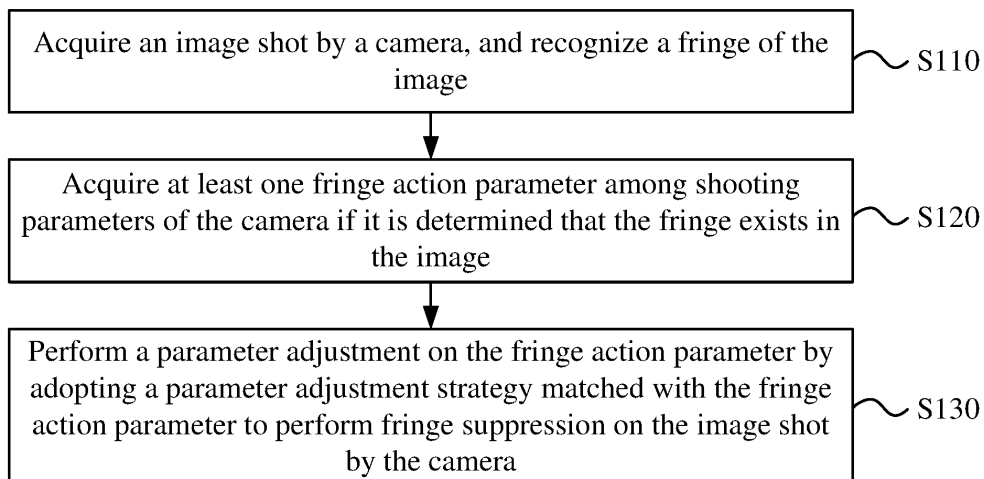 Acquire an image shot by a camera, and recognize a fringe of the
image
S110
Acquire at least one fringe action parameter among shooting
parameters of the camera if it is determined that the fringe exists in
the image
S120
Perform a parameter adjustment on the fringe action parameter by
adopting a parameter adjustment strategy matched with the fringe
action parameter to perform fringe suppression on the image shot
by the camera
S130